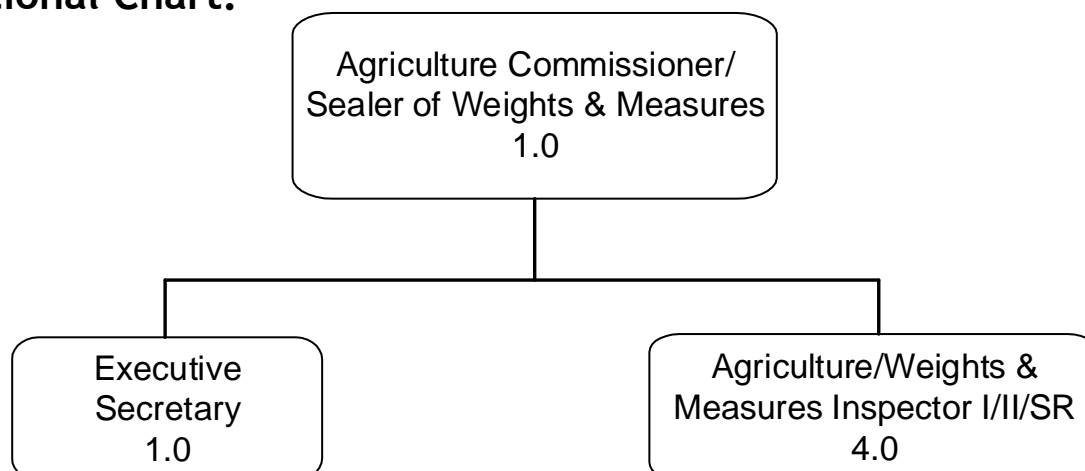 tional Chart:
Agriculture Commissioner/
Sealer of Weights & Measures
1.0
Executive
Secretary
1.0
Agriculture/Weights &
Measures Inspector I/II/SR
4.0